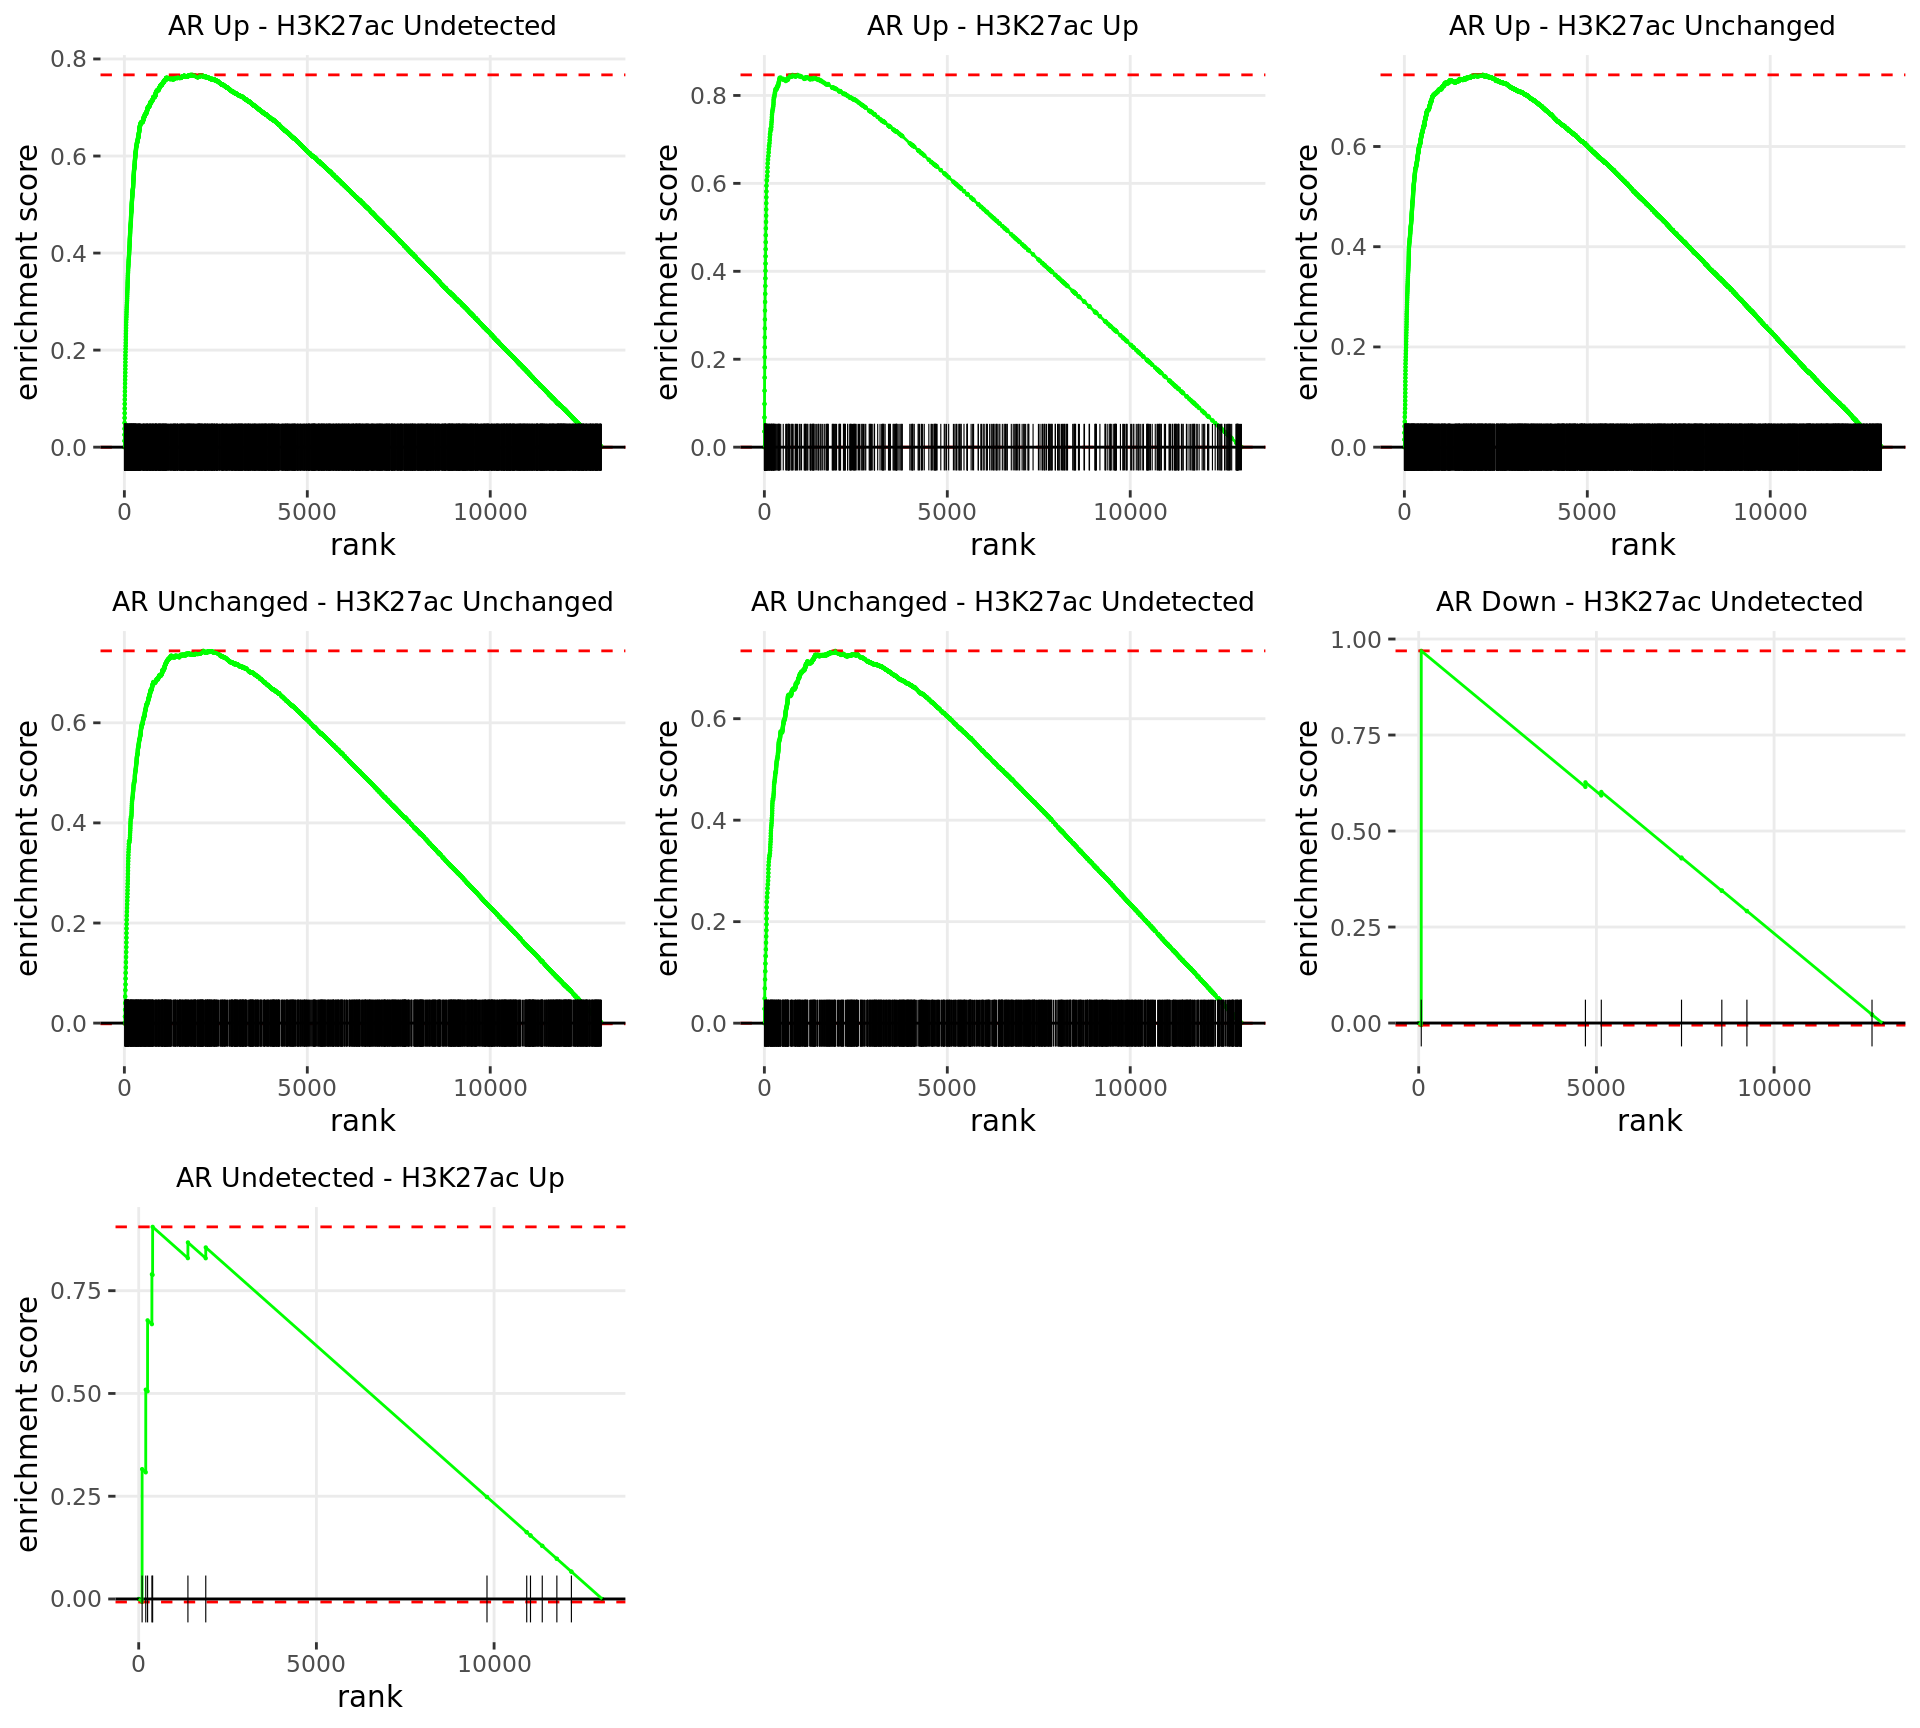 AR Up - H3K27ac Undetected
enrichment score
0.8
0.6
0.4
0.2
0.0
0 5000 10000
rank
AR Up - H3K27ac Up
enrichment score
0.8
0.6
0.4
0.2
0.0
0 5000 10000
rank
AR Up - H3K27ac Unchanged
enrichment score
0.6
0.4
0.2
0.0
0 5000 10000
rank
AR Unchanged - H3K27ac Unchanged
enrichment score
0.6
0.4
0.2
0.0
0 5000 10000
rank
AR Unchanged - H3K27ac Undetected
enrichment score
0.6
0.4
0.2
0.0
0 5000 10000
rank
AR Down - H3K27ac Undetected
enrichment score
1.00
0.75
0.50
0.25
0.00
0 5000 10000
rank
AR Undetected - H3K27ac Up
enrichment score
0.75
0.50
0.25
0.00
0 5000 10000
rank